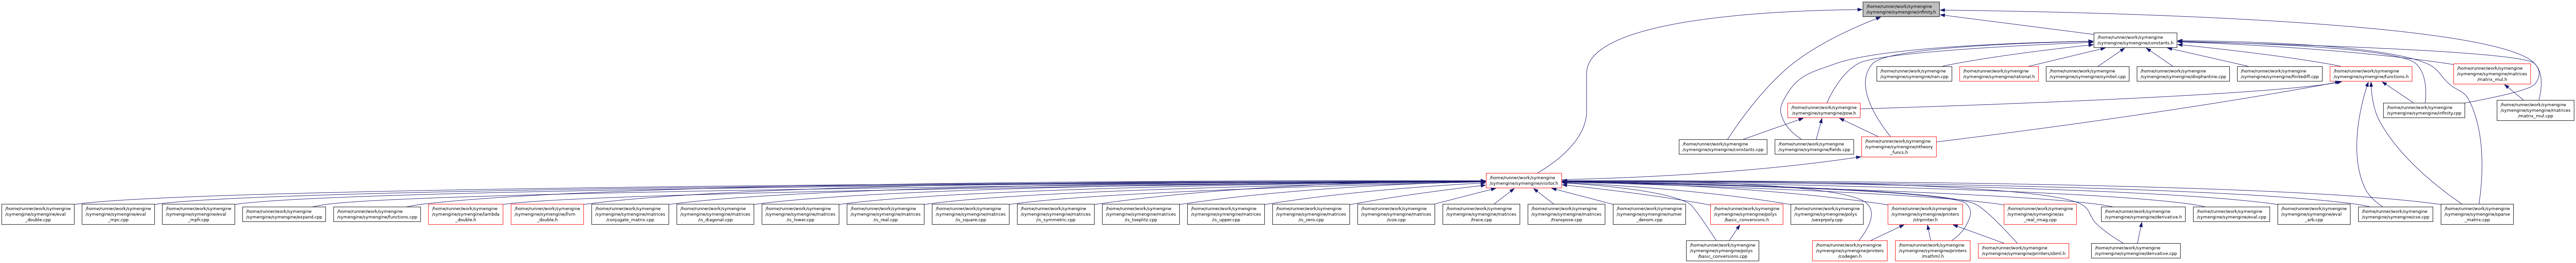 /home/runner/work/symengine
/symengine/symengine/infinity.h
/home/runner/work/symengine
/symengine/symengine/constants.h
/home/runner/work/symengine
/symengine/symengine/nan.cpp
/home/runner/work/symengine
/symengine/symengine/rational.h
/home/runner/work/symengine
/symengine/symengine/symbol.cpp
/home/runner/work/symengine
/symengine/symengine/diophantine.cpp
/home/runner/work/symengine
/symengine/symengine/finitediff.cpp
/home/runner/work/symengine
/symengine/symengine/functions.h
/home/runner/work/symengine
/symengine/symengine/matrices
/matrix_mul.h
/home/runner/work/symengine
/symengine/symengine/pow.h
/home/runner/work/symengine
/symengine/symengine/infinity.cpp
/home/runner/work/symengine
/symengine/symengine/matrices
/matrix_mul.cpp
/home/runner/work/symengine
/symengine/symengine/constants.cpp
/home/runner/work/symengine
/symengine/symengine/fields.cpp
/home/runner/work/symengine
/symengine/symengine/ntheory
_funcs.h
/home/runner/work/symengine
/symengine/symengine/visitor.h
/home/runner/work/symengine
/symengine/symengine/eval
_double.cpp
/home/runner/work/symengine
/symengine/symengine/eval
_mpc.cpp
/home/runner/work/symengine
/symengine/symengine/eval
_mpfr.cpp
/home/runner/work/symengine
/symengine/symengine/expand.cpp
/home/runner/work/symengine
/symengine/symengine/functions.cpp
/home/runner/work/symengine
/symengine/symengine/lambda
_double.h
/home/runner/work/symengine
/symengine/symengine/llvm
_double.h
/home/runner/work/symengine
/symengine/symengine/matrices
/conjugate_matrix.cpp
/home/runner/work/symengine
/symengine/symengine/matrices
/is_diagonal.cpp
/home/runner/work/symengine
/symengine/symengine/matrices
/is_lower.cpp
/home/runner/work/symengine
/symengine/symengine/matrices
/is_real.cpp
/home/runner/work/symengine
/symengine/symengine/matrices
/is_square.cpp
/home/runner/work/symengine
/symengine/symengine/matrices
/is_symmetric.cpp
/home/runner/work/symengine
/symengine/symengine/matrices
/is_toeplitz.cpp
/home/runner/work/symengine
/symengine/symengine/matrices
/is_upper.cpp
/home/runner/work/symengine
/symengine/symengine/matrices
/is_zero.cpp
/home/runner/work/symengine
/symengine/symengine/matrices
/size.cpp
/home/runner/work/symengine
/symengine/symengine/matrices
/trace.cpp
/home/runner/work/symengine
/symengine/symengine/matrices
/transpose.cpp
/home/runner/work/symengine
/symengine/symengine/numer
_denom.cpp
/home/runner/work/symengine
/symengine/symengine/polys
/basic_conversions.h
/home/runner/work/symengine
/symengine/symengine/polys
/uexprpoly.cpp
/home/runner/work/symengine
/symengine/symengine/printers
/strprinter.h
/home/runner/work/symengine
/symengine/symengine/as
_real_imag.cpp
/home/runner/work/symengine
/symengine/symengine/derivative.h
/home/runner/work/symengine
/symengine/symengine/eval.cpp
/home/runner/work/symengine
/symengine/symengine/eval
_arb.cpp
/home/runner/work/symengine
/symengine/symengine/cse.cpp
/home/runner/work/symengine
/symengine/symengine/sparse
_matrix.cpp
/home/runner/work/symengine
/symengine/symengine/polys
/basic_conversions.cpp
/home/runner/work/symengine
/symengine/symengine/printers
/codegen.h
/home/runner/work/symengine
/symengine/symengine/printers
/mathml.h
/home/runner/work/symengine
/symengine/symengine/printers/sbml.h
/home/runner/work/symengine
/symengine/symengine/derivative.cpp